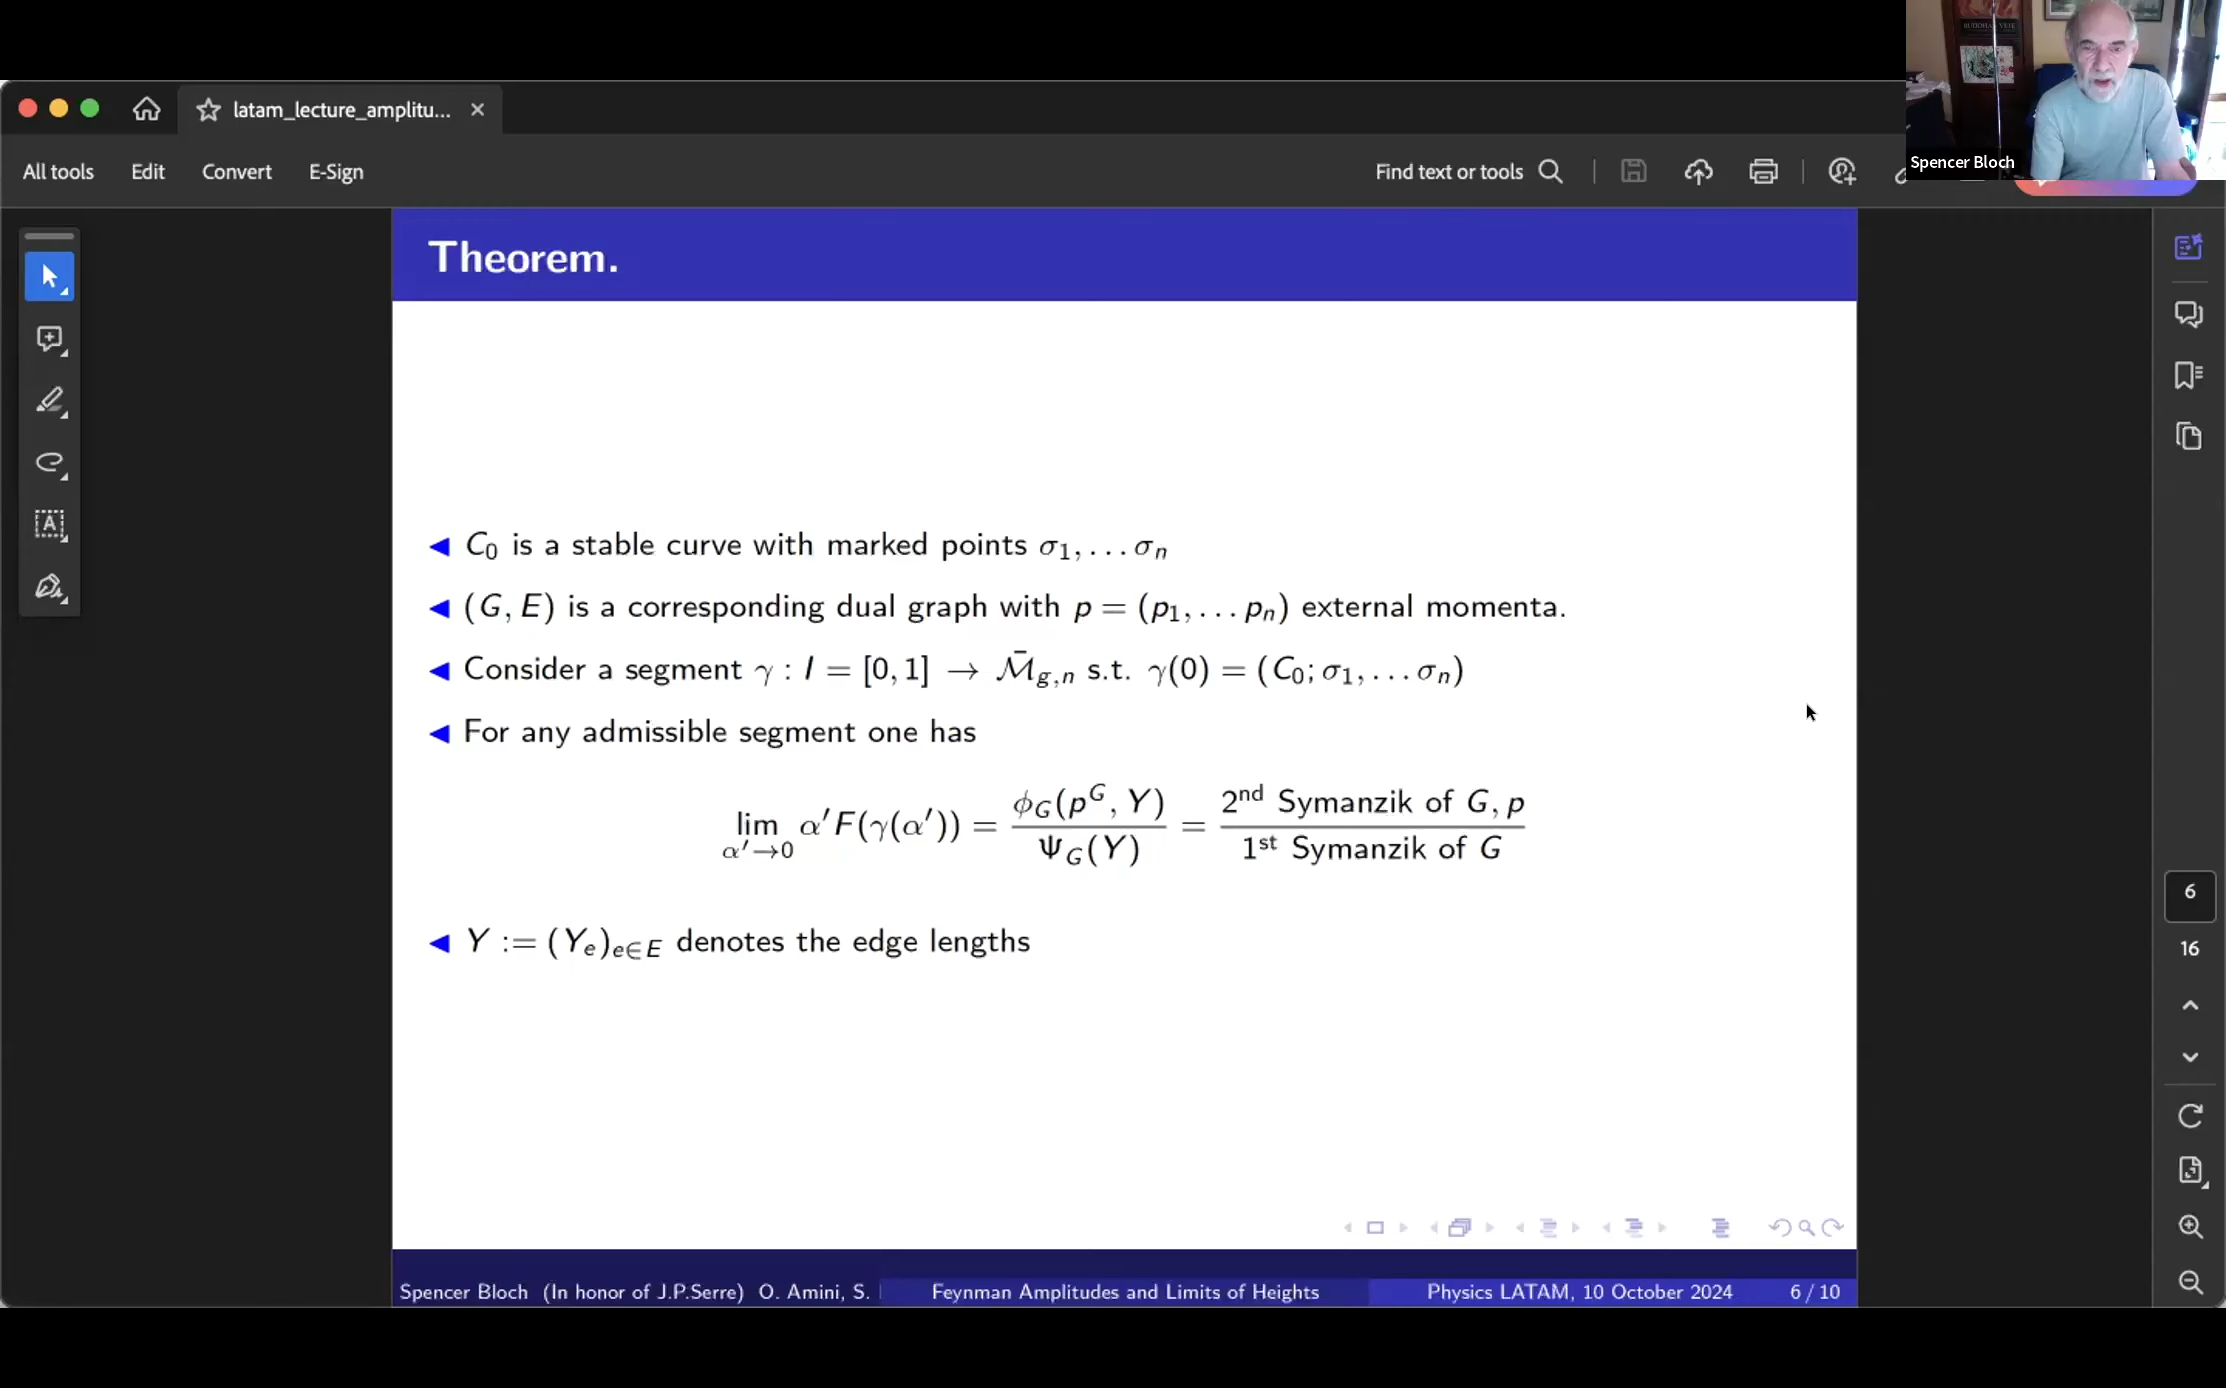 latam_lecture_amplitu...
All tools Edit Convert E-Sign
Find text or tools
Spencer Bloch
Theorem.
C₀ is a stable curve with marked points σ₁, … σₙ
(G, E) is a corresponding dual graph with p = (p₁, … pₙ) external momenta.
Consider a segment γ : I = [0, 1] → M̄_{g,n} s.t. γ(0) = (C₀; σ₁, … σₙ)
For any admissible segment one has
lim_{α′→0} α′F(γ(α′)) = ϕ_G(p^G, Y) / Ψ_G(Y) = 2ⁿᵈ Symanzik of G, p / 1ˢᵗ Symanzik of G
Y := (Yₑ)_{e∈E} denotes the edge lengths
6
16
Spencer Bloch (In honor of J.P.Serre) O. Amini, S.
Feynman Amplitudes and Limits of Heights
Physics LATAM, 10 October 2024
6 / 10